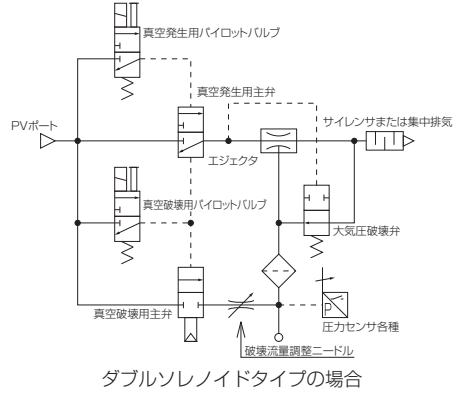 真空発生用パイロットバルブ
真空発生用主弁
PVポート
サイレンサまたは集中排気
エジェクタ
真空破壊用パイロットバルブ
大気圧破壊弁
真空破壊用主弁
P
圧力センサ各種
破壊流量調整ニードル
ダブルソレノイドタイプの場合